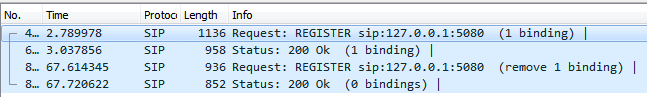 No. Time Protoc Length Info
4… 2.789978 SIP 1136 Request: REGISTER sip:127.0.0.1:5080 (1 binding) |
6… 3.037856 SIP 958 Status: 200 Ok (1 binding) |
8… 67.614345 SIP 936 Request: REGISTER sip:127.0.0.1:5080 (remove 1 binding) |
8… 67.720622 SIP 852 Status: 200 Ok (0 bindings) |